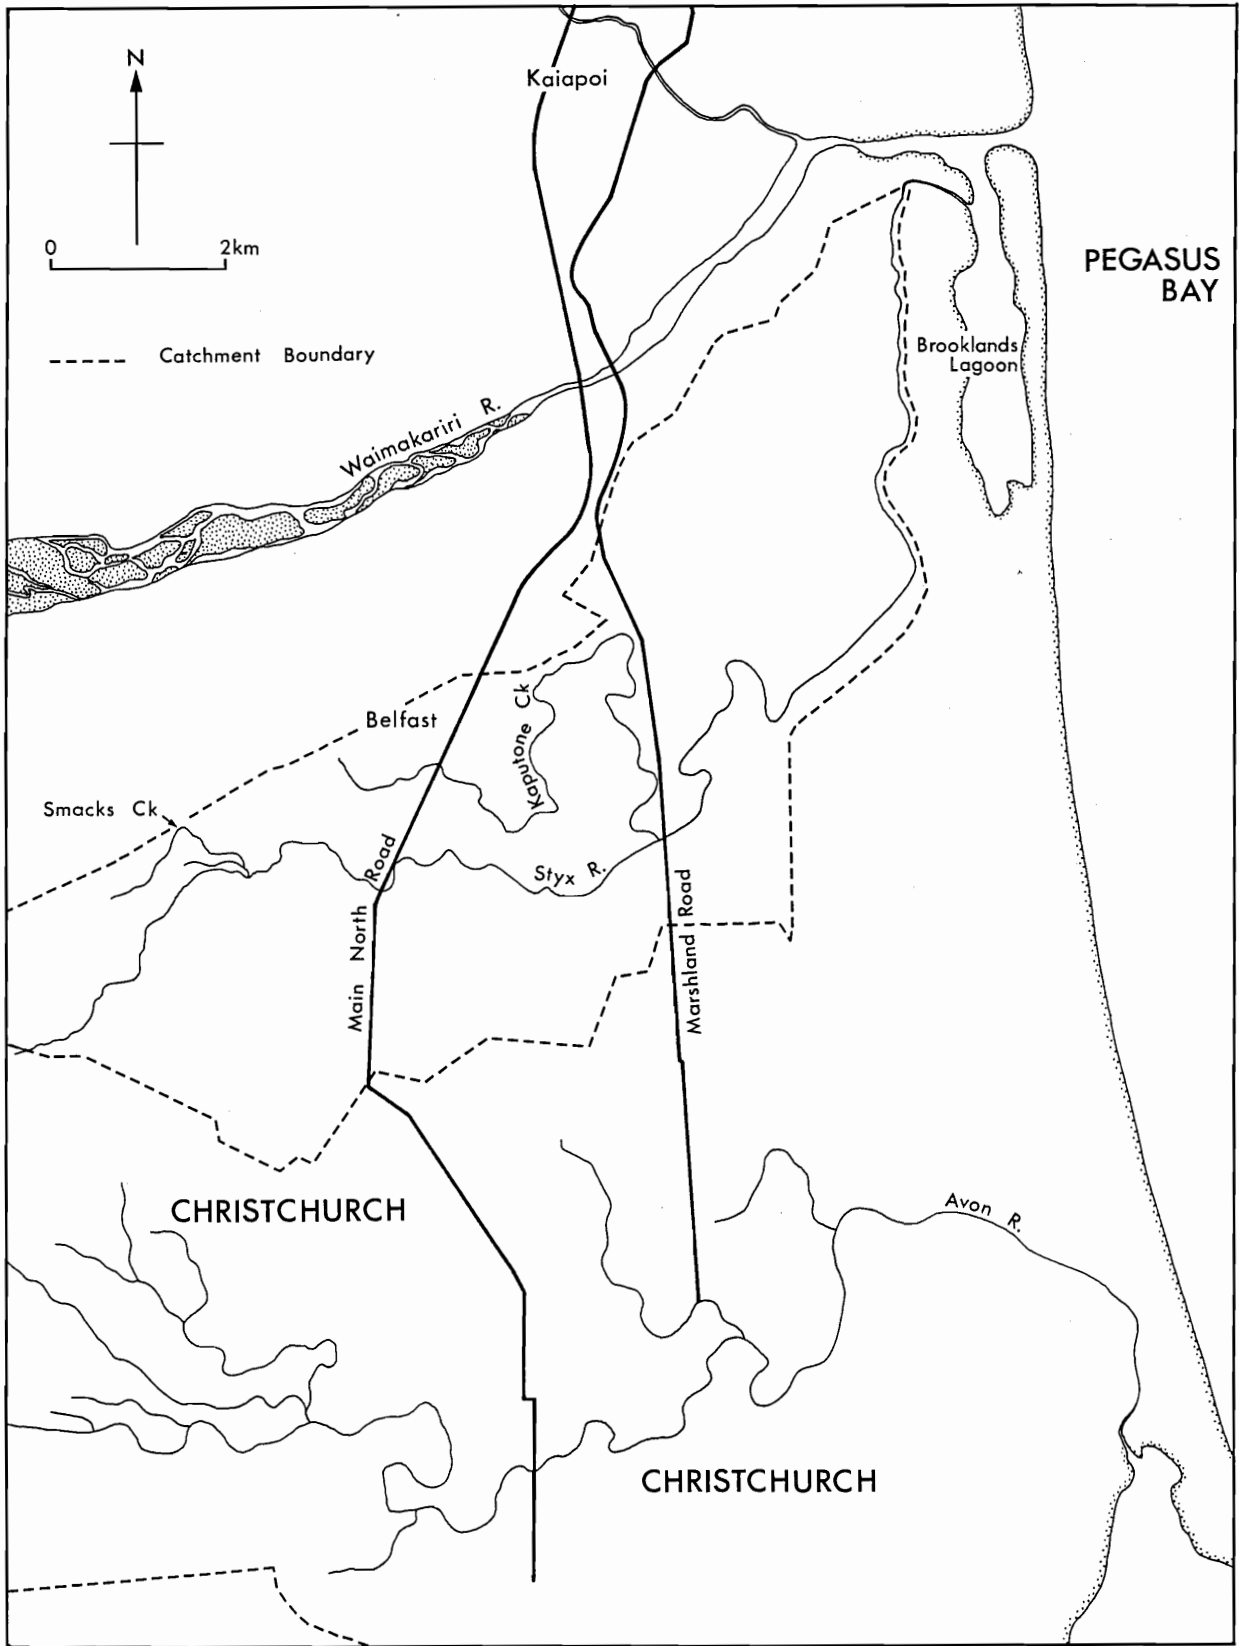 N
Kaiapoi
0 2km
PEGASUS
BAY
Catchment Boundary
Brooklands
Lagoon
Waimakariri R.
Belfast
Kaputone Ck
Smacks Ck
Styx R.
Main North Road
Marshland Road
CHRISTCHURCH
Avon R.
CHRISTCHURCH